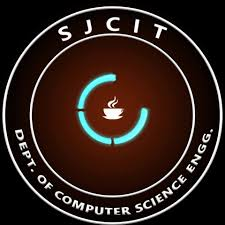 SJCIT
DEPT. OF COMPUTER SCIENCE ENGG.